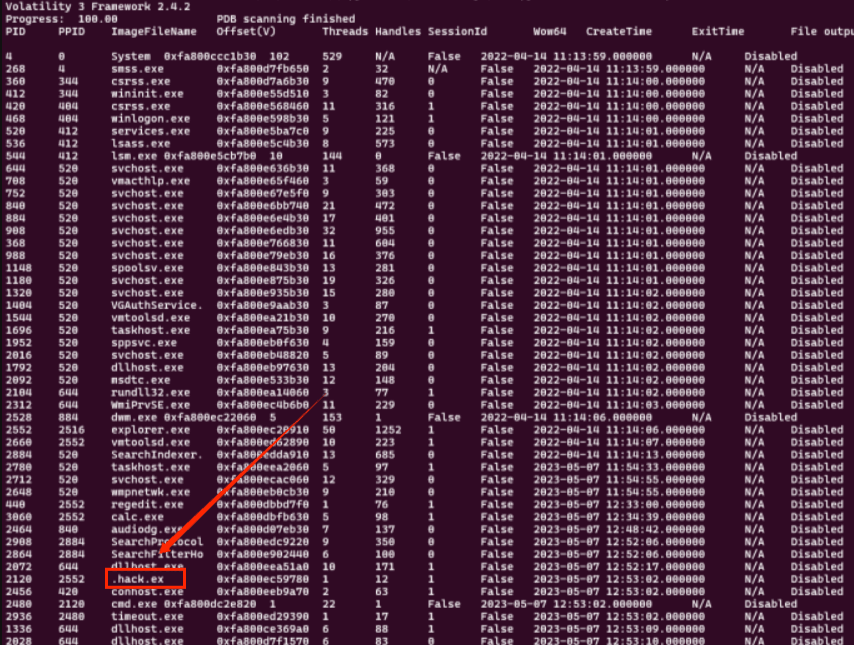 Volatility 3 Framework 2.4.2
Progress:  100.00               PDB scanning finished
PID     PPID    ImageFileName   Offset(V)       Threads Handles SessionId       Wow64   CreateTime      ExitTime        File outpu
4       0       System  0xfa800ccc1b30  102     529     N/A     False   2022-04-14 11:13:59.000000      N/A     Disabled
268     4       smss.exe        0xfa800d7fb650  2       32      N/A     False   2022-04-14 11:13:59.000000      N/A     Disabled
360     344     csrss.exe       0xfa800d7a6b30  9       470     0       False   2022-04-14 11:14:00.000000      N/A     Disabled
412     344     wininit.exe     0xfa800e55d510  3       82      0       False   2022-04-14 11:14:00.000000      N/A     Disabled
420     404     csrss.exe       0xfa800e568460  11      316     1       False   2022-04-14 11:14:00.000000      N/A     Disabled
468     404     winlogon.exe    0xfa800e598b30  5       121     1       False   2022-04-14 11:14:00.000000      N/A     Disabled
520     412     services.exe    0xfa800e5ba7c0  9       225     0       False   2022-04-14 11:14:01.000000      N/A     Disabled
536     412     lsass.exe       0xfa800e5c4b30  8       573     0       False   2022-04-14 11:14:01.000000      N/A     Disabled
544     412     lsm.exe 0xfa800e5cb7b0  10      144     0       False   2022-04-14 11:14:01.000000      N/A     Disabled
644     520     svchost.exe     0xfa800e636b30  11      368     0       False   2022-04-14 11:14:01.000000      N/A     Disabled
708     520     vmacthlp.exe    0xfa800e65f460  3       59      0       False   2022-04-14 11:14:01.000000      N/A     Disabled
752     520     svchost.exe     0xfa800e67e5f0  9       303     0       False   2022-04-14 11:14:01.000000      N/A     Disabled
840     520     svchost.exe     0xfa800e6bb740  21      472     0       False   2022-04-14 11:14:01.000000      N/A     Disabled
884     520     svchost.exe     0xfa800e6e4b30  17      401     0       False   2022-04-14 11:14:01.000000      N/A     Disabled
908     520     svchost.exe     0xfa800e6edb30  32      955     0       False   2022-04-14 11:14:01.000000      N/A     Disabled
368     520     svchost.exe     0xfa800e766830  11      604     0       False   2022-04-14 11:14:01.000000      N/A     Disabled
988     520     svchost.exe     0xfa800e79eb30  16      376     0       False   2022-04-14 11:14:01.000000      N/A     Disabled
1148    520     spoolsv.exe     0xfa800e843b30  13      281     0       False   2022-04-14 11:14:01.000000      N/A     Disabled
1180    520     svchost.exe     0xfa800e875b30  19      326     0       False   2022-04-14 11:14:01.000000      N/A     Disabled
1320    520     svchost.exe     0xfa800e935b30  15      280     0       False   2022-04-14 11:14:01.000000      N/A     Disabled
1404    520     VGAuthService.  0xfa800e9aab30  3       87      0       False   2022-04-14 11:14:02.000000      N/A     Disabled
1544    520     vmtoolsd.exe    0xfa800ea21b30  10      270     0       False   2022-04-14 11:14:02.000000      N/A     Disabled
1696    520     taskhost.exe    0xfa800ea75b30  9       216     1       False   2022-04-14 11:14:02.000000      N/A     Disabled
1952    520     sppsvc.exe      0xfa800eb0f630  4       159     0       False   2022-04-14 11:14:02.000000      N/A     Disabled
2016    520     svchost.exe     0xfa800eb48820  5       89      0       False   2022-04-14 11:14:02.000000      N/A     Disabled
1792    520     dllhost.exe     0xfa800eb97630  13      204     0       False   2022-04-14 11:14:02.000000      N/A     Disabled
2092    520     msdtc.exe       0xfa800e533b30  12      148     0       False   2022-04-14 11:14:02.000000      N/A     Disabled
2104    644     rundll32.exe    0xfa800ea14060  3       77      1       False   2022-04-14 11:14:02.000000      N/A     Disabled
2312    644     WmiPrvSE.exe    0xfa800ec4b6b0  11      229     0       False   2022-04-14 11:14:03.000000      N/A     Disabled
2528    884     dwm.exe 0xfa800ec22060  5       153     1       False   2022-04-14 11:14:06.000000      N/A     Disabled
2552    2516    explorer.exe    0xfa800ec20910  50      1252    1       False   2022-04-14 11:14:06.000000      N/A     Disabled
2660    2552    vmtoolsd.exe    10      223     1       False   2022-04-14 11:14:07.000000      N/A     Disabled
2884    520     SearchIndexer.  13      685     0       False   2022-04-14 11:14:13.000000      N/A     Disabled
2780    520     taskhost.exe    0xfa800eea2060  5       97      1       False   2023-05-07 11:54:33.000000      N/A     Disabled
2712    520     svchost.exe     0xfa800ecac060  12      329     0       False   2023-05-07 11:54:55.000000      N/A     Disabled
2648    520     wmpnetwk.exe    0xfa800eb0cb30  9       210     0       False   2023-05-07 11:54:55.000000      N/A     Disabled
440     2552    regedit.exe     0xfa800dbbd7f0  1       76      1       False   2023-05-07 12:33:00.000000      N/A     Disabled
3060    2552    calc.exe        0xfa800dbfb630  5       98      1       False   2023-05-07 12:34:39.000000      N/A     Disabled
2464    840     audiodg.exe     0xfa800d07eb30  7       137     0       False   2023-05-07 12:48:42.000000      N/A     Disabled
2908    2884    SearchProtocol  0xfa800edc9220  9       350     0       False   2023-05-07 12:52:06.000000      N/A     Disabled
2864    2884    SearchFilterHo  0xfa800e902440  6       100     0       False   2023-05-07 12:52:06.000000      N/A     Disabled
2072    644     dllhost.exe     0xfa800eea51a0  10      171     1       False   2023-05-07 12:52:17.000000      N/A     Disabled
2120    2552    .hack.ex        0xfa800ec59780  1       12      1       False   2023-05-07 12:53:02.000000      N/A     Disabled
2456    420     conhost.exe     0xfa800eeb9a70  2       63      1       False   2023-05-07 12:53:02.000000      N/A     Disabled
2480    2120    cmd.exe 0xfa800dc2e820  1       22      1       False   2023-05-07 12:53:02.000000      N/A     Disabled
2936    2480    timeout.exe     0xfa800ed29390  1       17      1       False   2023-05-07 12:53:02.000000      N/A     Disabled
1336    644     dllhost.exe     0xfa800ce369a0  6       88      1       False   2023-05-07 12:53:09.000000      N/A     Disabled
2028    644     dllhost.exe     0xfa800d7f1570  6       83      0       False   2023-05-07 12:53:10.000000      N/A     Disabled